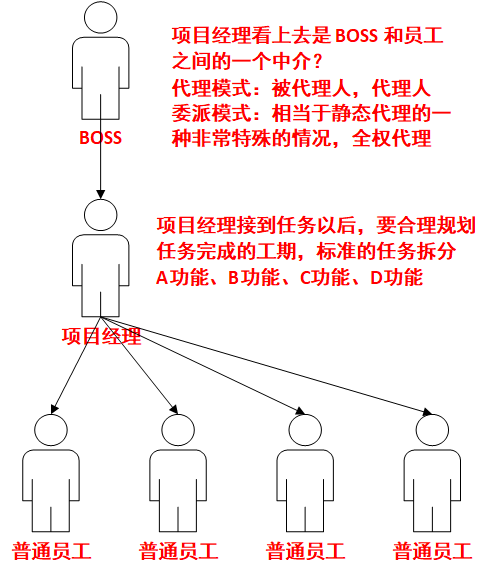 项目经理看上去是 BOSS 和员工
之间的一个中介？
代理模式：被代理人，代理人
委派模式：相当于静态代理的一
种非常特殊的情况，全权代理
BOSS
项目经理接到任务以后，要合理规划
任务完成的工期，标准的任务拆分
A功能、B功能、C功能、D功能
项目经理
普通员工 普通员工 普通员工 普通员工